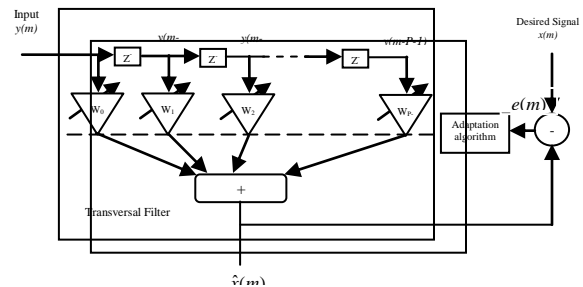 Input
y(m)
Desired Signal
x(m)
y(m-
y(m-
y(m-P-1)
Z-
Z-
Z-
W0
W1
W2
WP-
e(m)
Adaptation
algorithm
-
+
Transversal Filter
x̂(m)